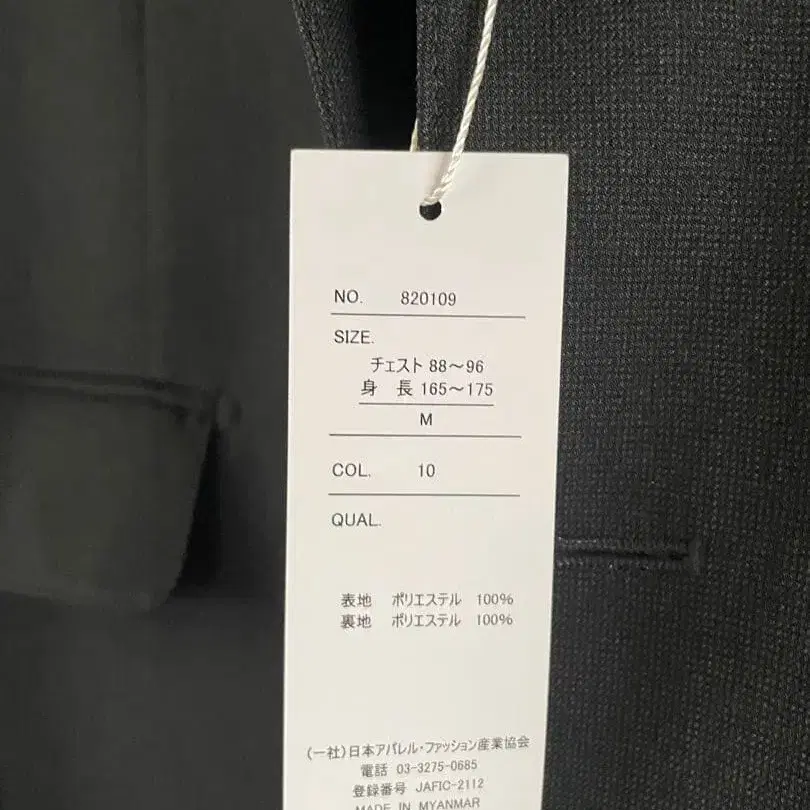 NO. 820109
SIZE.
チェスト 88～96
身 長 165～175
M
COL. 10
QUAL.
表地 ポリエステル 100%
裏地 ポリエステル 100%
(一社)日本アパレル・ファッション産業協会
電話 03-3275-0685
登録番号 JAFIC-2112
MADE IN MYANMAR